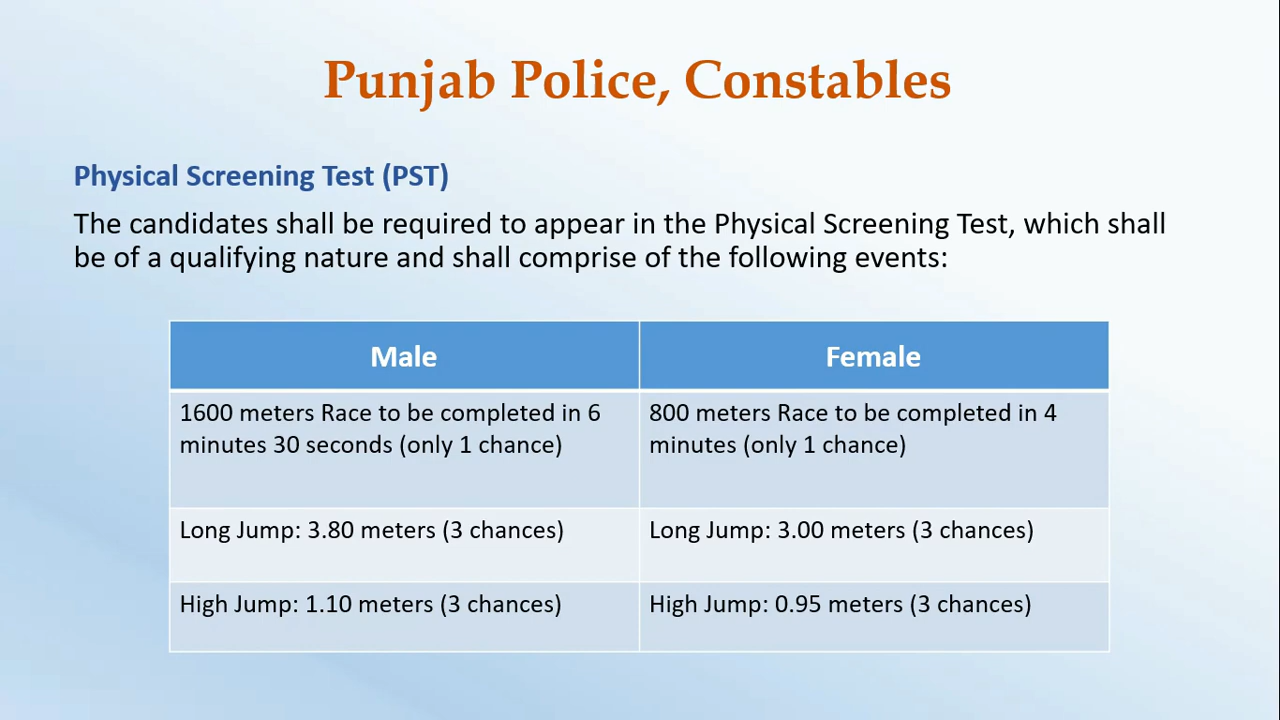 Punjab Police, Constables
Physical Screening Test (PST)
The candidates shall be required to appear in the Physical Screening Test, which shall
be of a qualifying nature and shall comprise of the following events:
Male
Female
1600 meters Race to be completed in 6
minutes 30 seconds (only 1 chance)
800 meters Race to be completed in 4
minutes (only 1 chance)
Long Jump: 3.80 meters (3 chances)
Long Jump: 3.00 meters (3 chances)
High Jump: 1.10 meters (3 chances)
High Jump: 0.95 meters (3 chances)